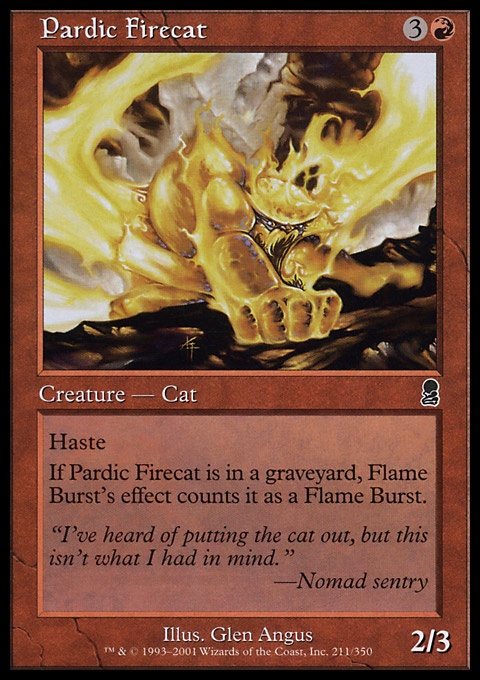 Pardic Firecat 3
Creature — Cat
Haste
If Pardic Firecat is in a graveyard, Flame
Burst's effect counts it as a Flame Burst.
"I've heard of putting the cat out, but this
isn't what I had in mind."
—Nomad sentry
Illus. Glen Angus
™ & © 1993–2001 Wizards of the Coast, Inc. 211/350
2/3